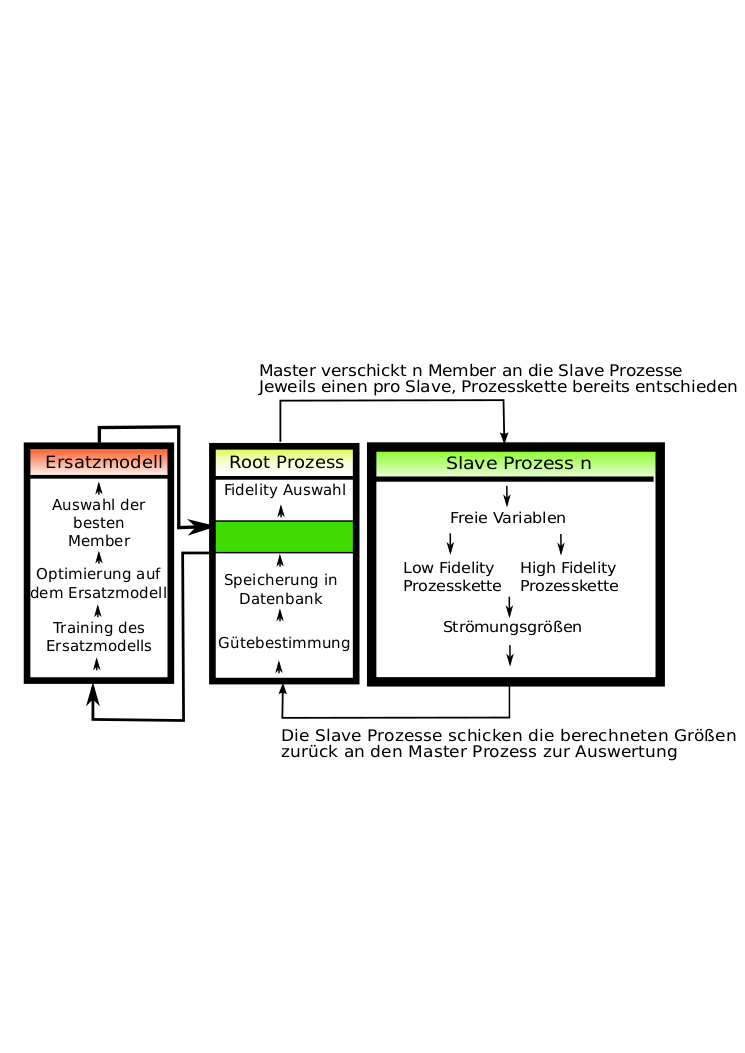 Master verschickt n Member an die Slave Prozesse
Jeweils einen pro Slave, Prozesskette bereits entschieden
Ersatzmodell
Auswahl der
besten
Member
Optimierung auf
dem Ersatzmodell
Training des
Ersatzmodells
Root Prozess
Fidelity Auswahl
Speicherung in
Datenbank
Gütebestimmung
Slave Prozess n
Freie Variablen
Low Fidelity
Prozesskette
High Fidelity
Prozesskette
Strömungsgrößen
Die Slave Prozesse schicken die berechneten Größen
zurück an den Master Prozess zur Auswertung